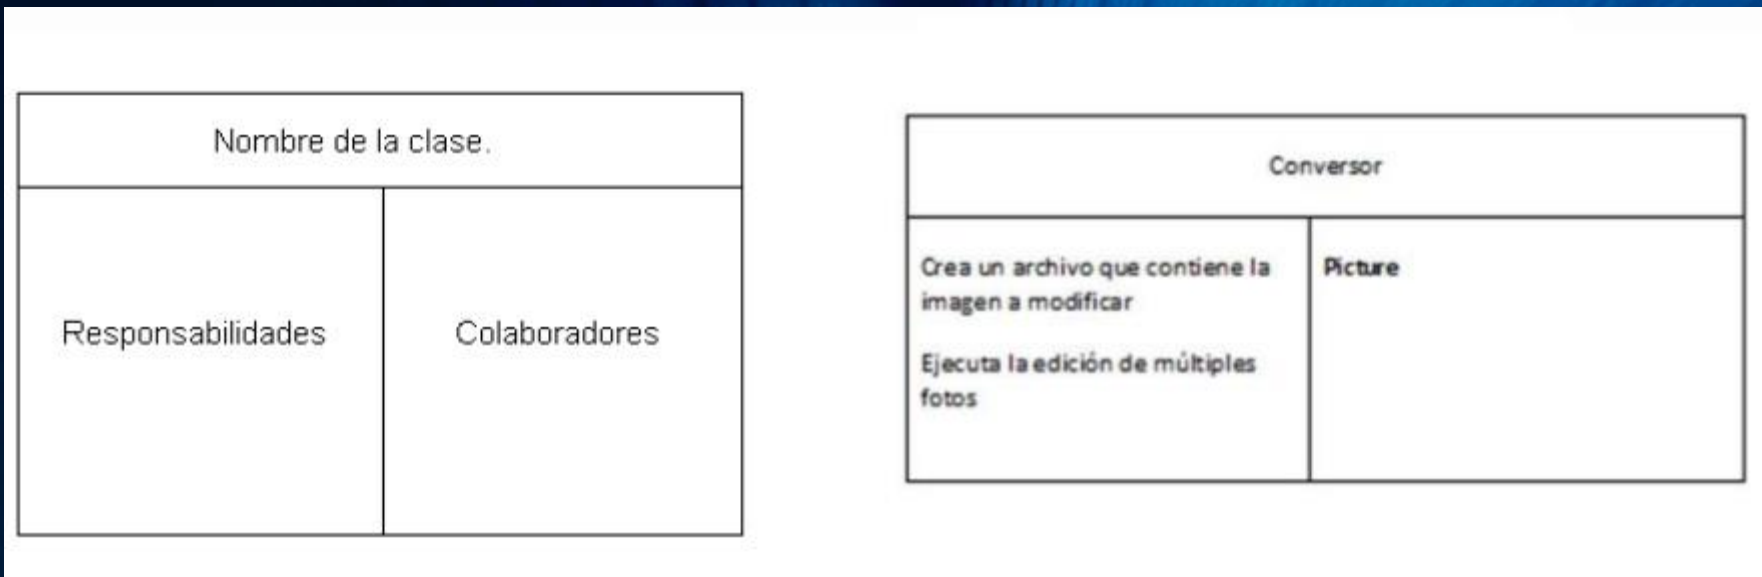 Nombre de la clase.
Responsabilidades
Colaboradores
Conversor
Crea un archivo que contiene la
imagen a modificar
Ejecuta la edición de múltiples
fotos
Picture